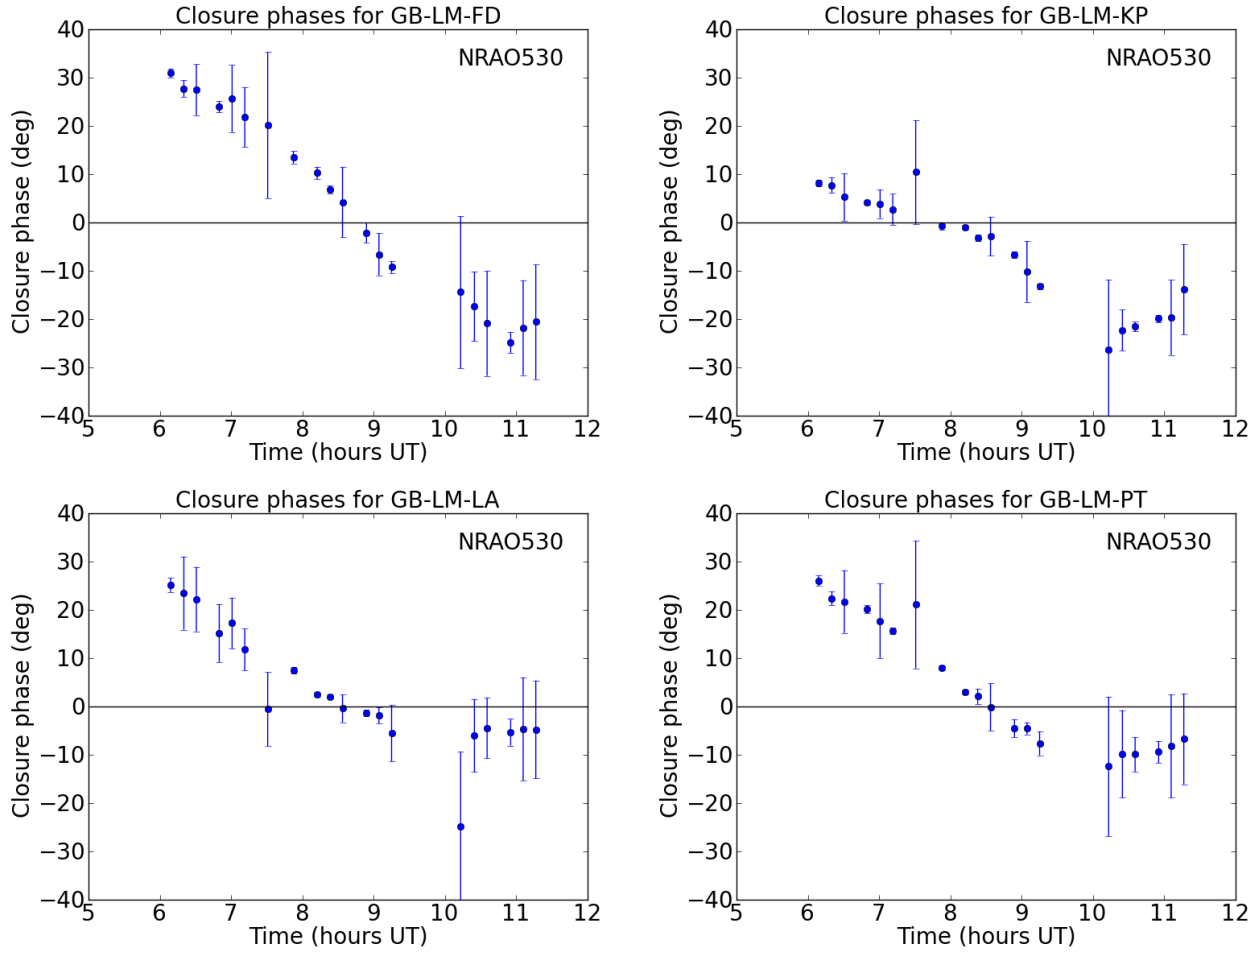 Closure phases for GB-LM-FD
NRAO530
Closure phase (deg)
40
30
20
10
0
−10
−20
−30
−40
5 6 7 8 9 10 11 12
Time (hours UT)
Closure phases for GB-LM-KP
NRAO530
Closure phase (deg)
40
30
20
10
0
−10
−20
−30
−40
5 6 7 8 9 10 11 12
Time (hours UT)
Closure phases for GB-LM-LA
NRAO530
Closure phase (deg)
40
30
20
10
0
−10
−20
−30
−40
5 6 7 8 9 10 11 12
Time (hours UT)
Closure phases for GB-LM-PT
NRAO530
Closure phase (deg)
40
30
20
10
0
−10
−20
−30
−40
5 6 7 8 9 10 11 12
Time (hours UT)